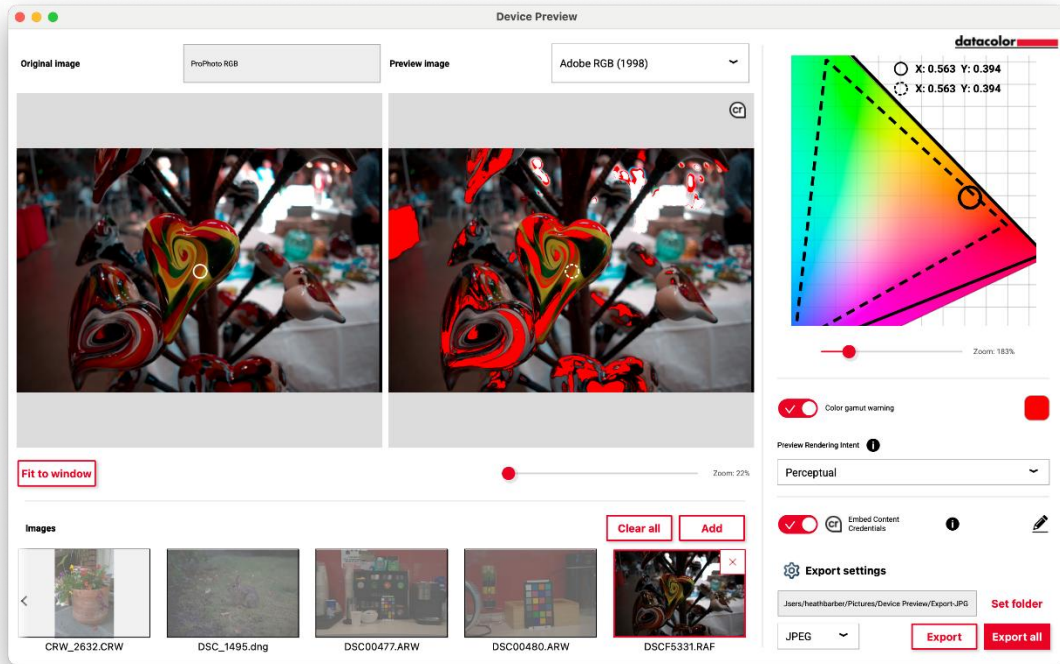 Device Preview
datacolor
Original image
ProPhoto RGB
Preview image
Adobe RGB (1998)
X: 0.563 Y: 0.394
X: 0.563 Y: 0.394
cr
Zoom: 183%
Color gamut warning
Preview Rendering Intent
Perceptual
Fit to window
Zoom: 22%
Images
Clear all
Add
cr
Embed Content
Credentials
Export settings
Jsers/heathbarber/Pictures/Device Preview/Export-JPG
Set folder
JPEG
Export
Export all
CRW_2632.CRW
DSC_1495.dng
DSC00477.ARW
DSC00480.ARW
DSCF5331.RAF